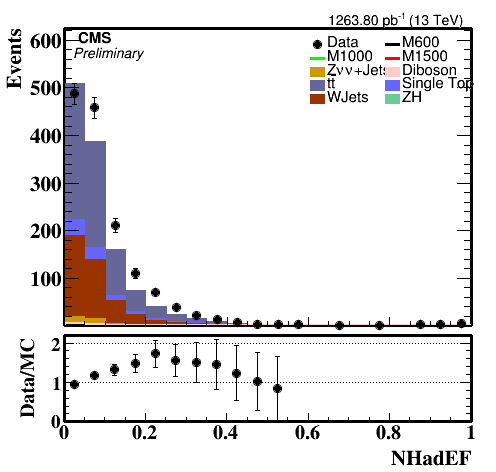 1263.80 pb⁻¹ (13 TeV)
CMS
Preliminary
Data
M600
M1000
M1500
Zνν+Jets
Diboson
tt
Single Top
WJets
ZH
Events
600
500
400
300
200
100
Data/MC
2
1
0
0 0.2 0.4 0.6 0.8 1
NHadEF